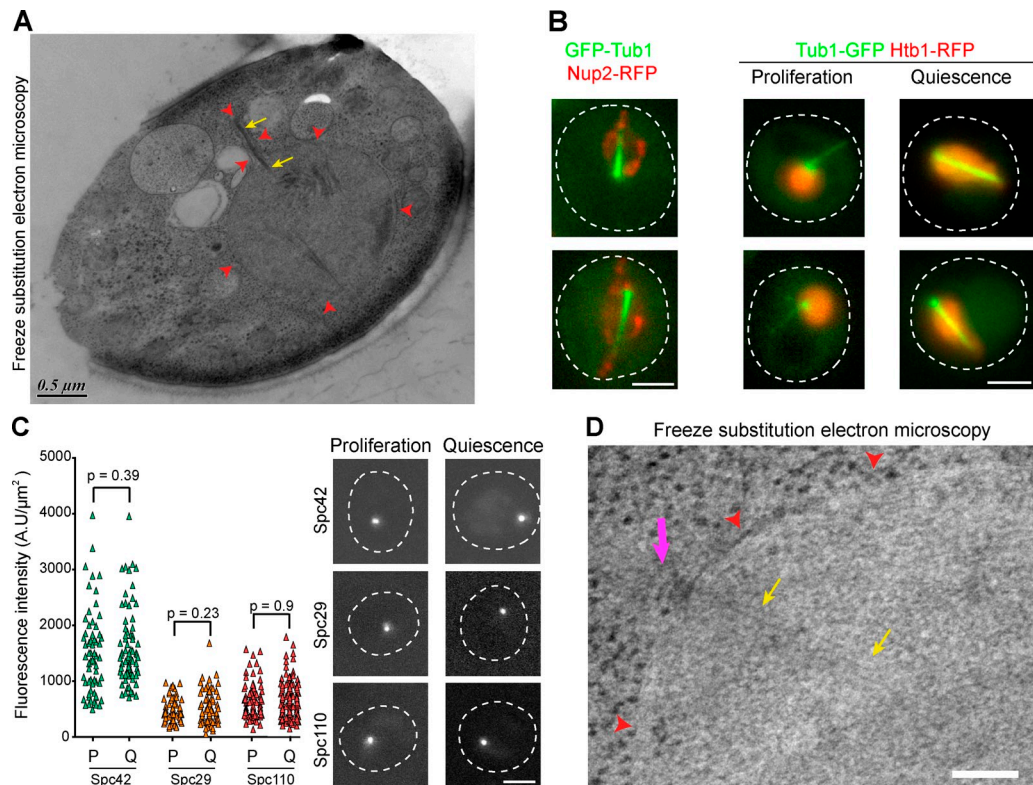 A
Freeze substitution electron microscopy
0.5 µm
B
GFP-Tub1
Nup2-RFP
Tub1-GFP Htb1-RFP
Proliferation
Quiescence
C
Fluorescence intensity (A.U/µm²)
5000
4000
3000
2000
1000
0
p = 0.39
p = 0.23
p = 0.9
P Q P Q P Q
Spc42 Spc29 Spc110
Proliferation Quiescence
Spc42
Spc29
Spc110
D
Freeze substitution electron microscopy